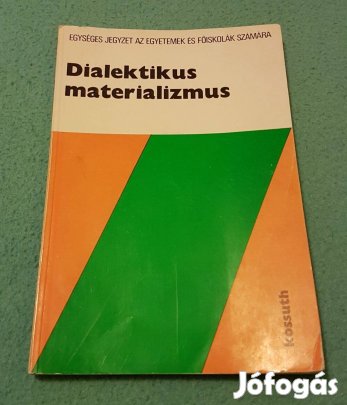 EGYSÉGES JEGYZET AZ EGYETEMEK ÉS FŐISKOLÁK SZÁMÁRA
Dialektikus
materializmus
kossuth
Jófogás